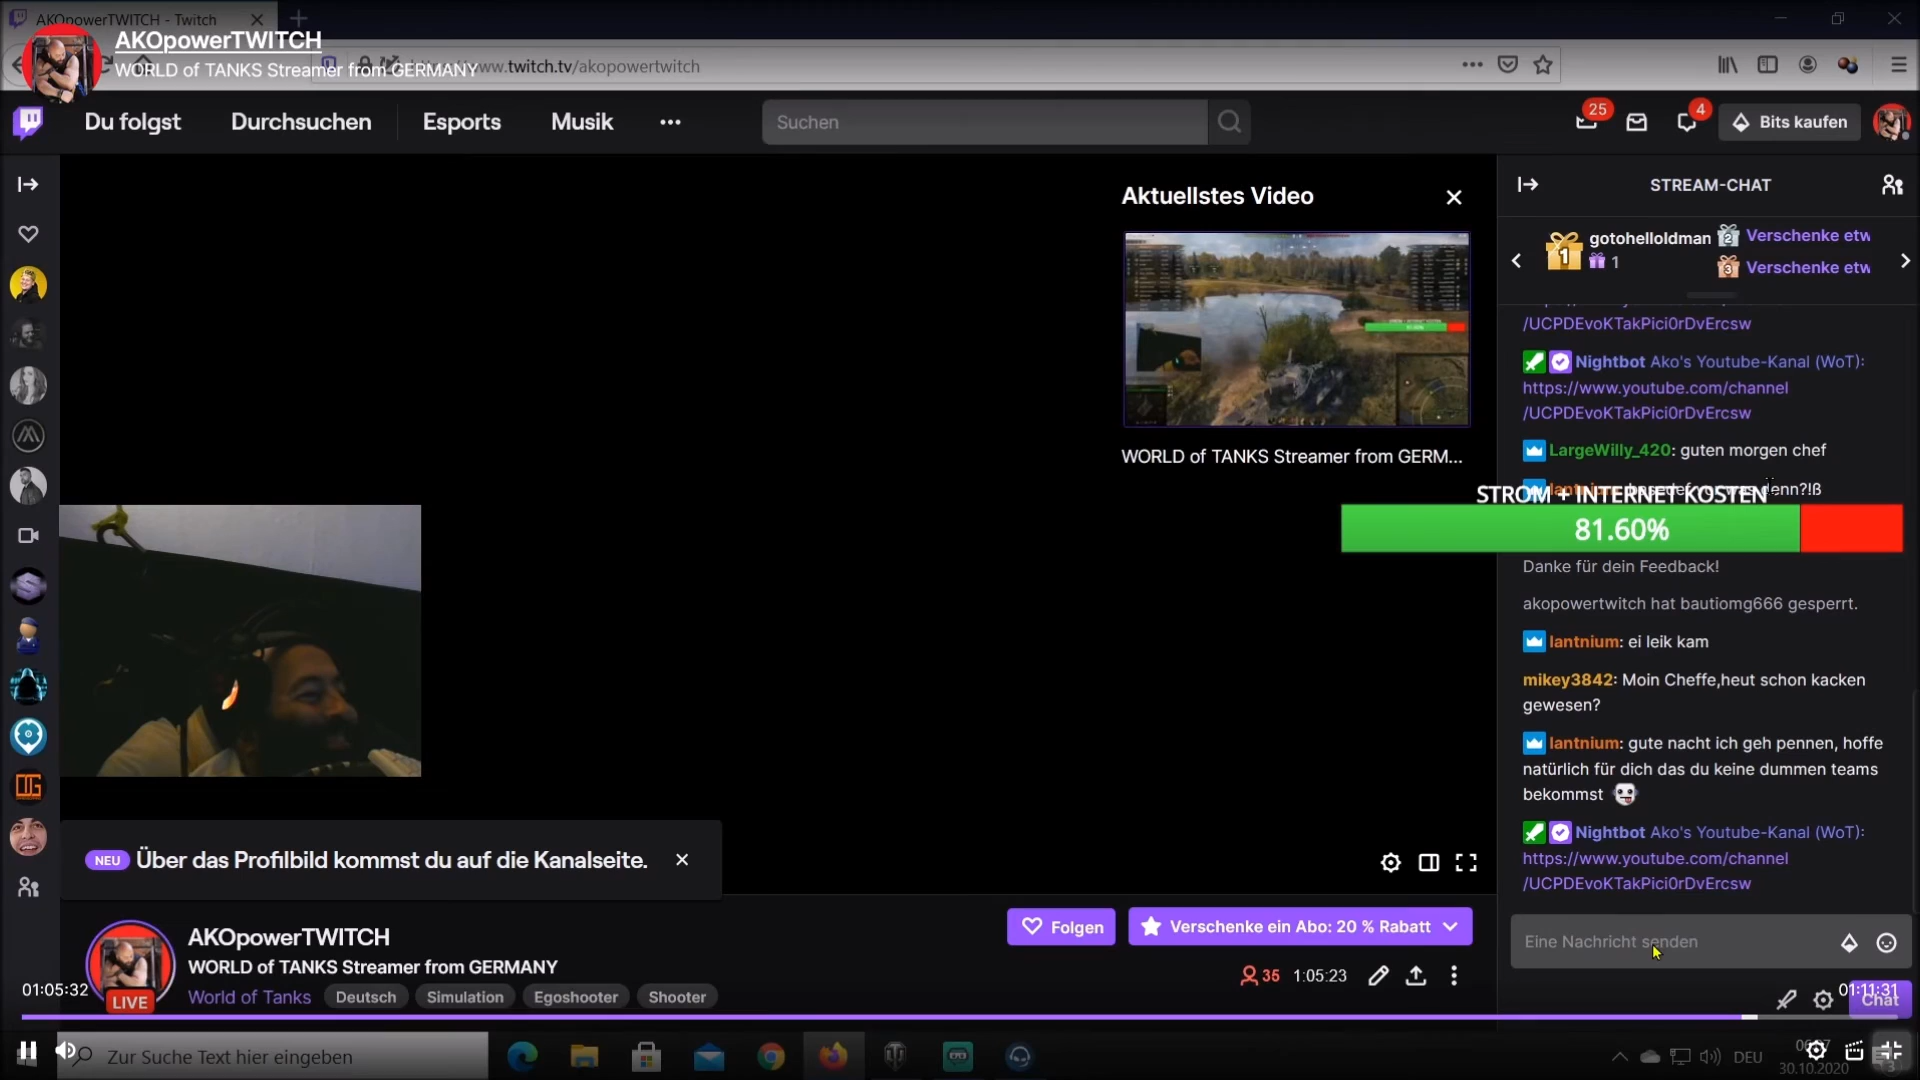 AKOpowerTWITCH - Twitch
AKOpowerTWITCH
WORLD of TANKS Streamer from GERMANY
www.twitch.tv/akopowertwitch
Du folgst
Durchsuchen
Esports
Musik
Suchen
25
4
Bits kaufen
Aktuellstes Video
WORLD of TANKS Streamer from GERM...
STREAM-CHAT
1
gotohelloldman
1
2
Verschenke etw
3
Verschenke etw
/UCPDEvoKTakPici0rDvErcsw
Nightbot Ako's Youtube-Kanal (WoT):
https://www.youtube.com/channel
/UCPDEvoKTakPici0rDvErcsw
LargeWilly_420: guten morgen chef
denn?!ß
STROM + INTERNET KOSTEN
81.60%
Danke für dein Feedback!
akopowertwitch hat bautiomg666 gesperrt.
lantnium: ei leik kam
mikey3842: Moin Cheffe,heut schon kacken
gewesen?
lantnium: gute nacht ich geh pennen, hoffe
natürlich für dich das du keine dummen teams
bekommst
Nightbot Ako's Youtube-Kanal (WoT):
https://www.youtube.com/channel
/UCPDEvoKTakPici0rDvErcsw
Eine Nachricht senden
Chat
01:11:31
NEU Über das Profilbild kommst du auf die Kanalseite.
AKOpowerTWITCH
WORLD of TANKS Streamer from GERMANY
World of Tanks Deutsch Simulation Egoshooter Shooter
LIVE
Folgen
Verschenke ein Abo: 20 % Rabatt
35 1:05:23
01:05:32
Zur Suche Text hier eingeben
DEU
30.10.2020